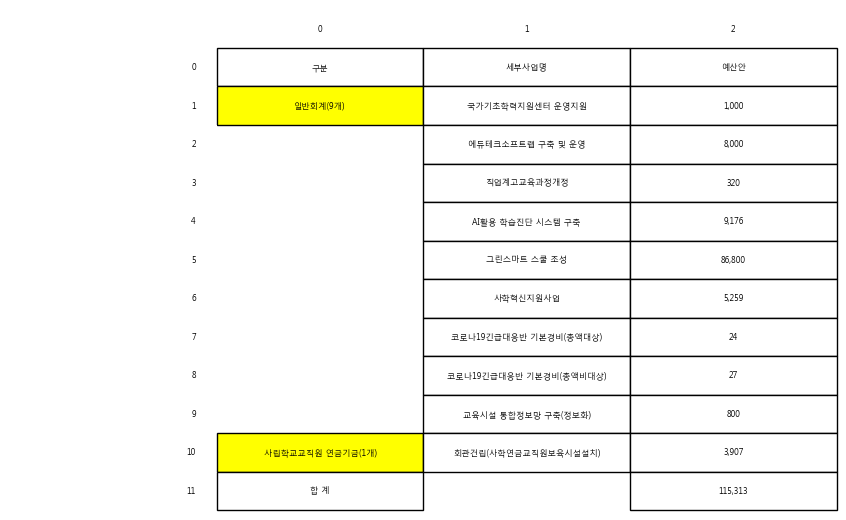 0 1 2
0 구분 세부사업명 예산안
1 일반회계(9개) 국가기초학력지원센터 운영지원 1,000
2 에듀테크소프트랩 구축 및 운영 8,000
3 직업계고교육과정개정 320
4 AI활용 학습진단 시스템 구축 9,176
5 그린스마트 스쿨 조성 86,800
6 사학혁신지원사업 5,259
7 코로나19긴급대응반 기본경비(총액대상) 24
8 코로나19긴급대응반 기본경비(총액비대상) 27
9 교육시설 통합정보망 구축(정보화) 800
10 사립학교교직원 연금기금(1개) 회관건립(사학연금교직원보육시설설치) 3,907
11 합 계 115,313